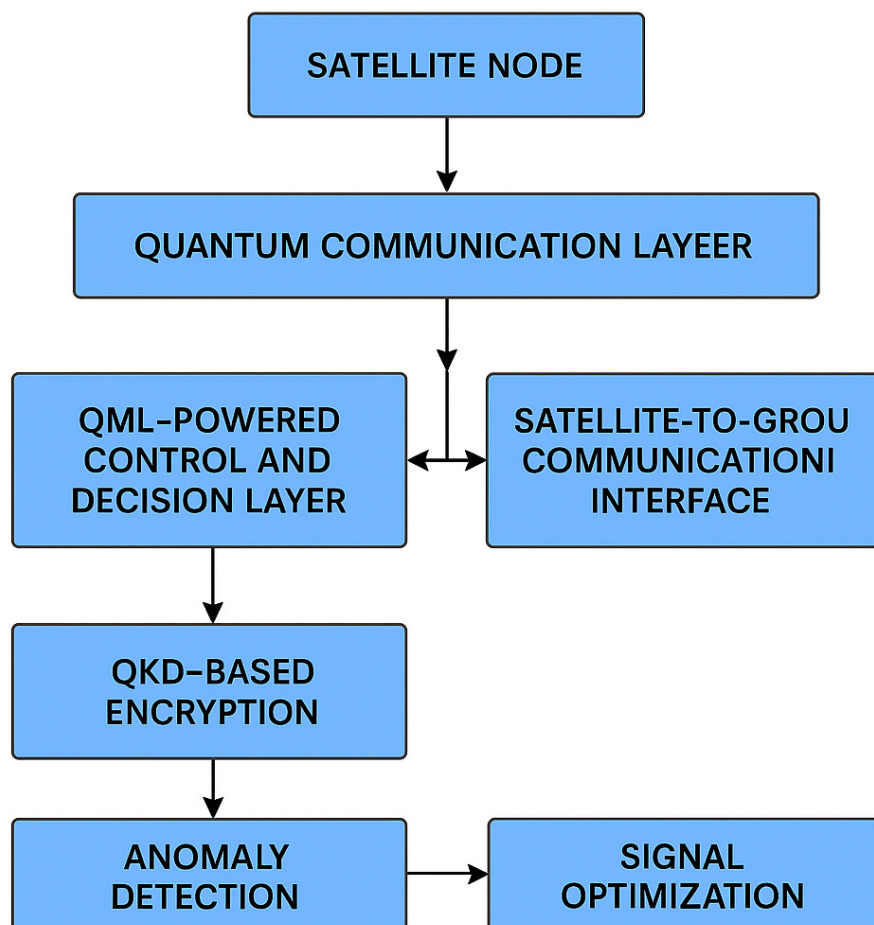 SATELLITE NODE
QUANTUM COMMUNICATION LAYEER
QML-POWERED
CONTROL AND
DECISION LAYER
SATELLITE-TO-GROU
COMMUNICATIONI
INTERFACE
QKD-BASED
ENCRYPTION
ANOMALY
DETECTION
SIGNAL
OPTIMIZATION